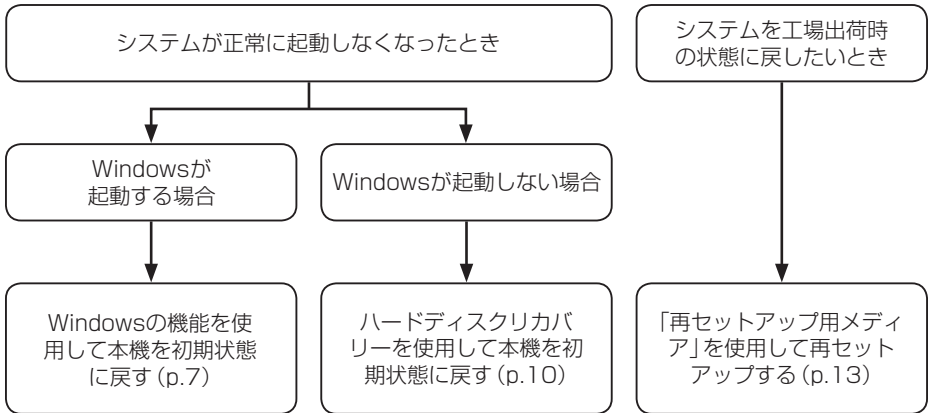 システムが正常に起動しなくなったとき
システムを工場出荷時
の状態に戻したいとき
Windowsが
起動する場合
Windowsが起動しない場合
Windowsの機能を使
用して本機を初期状態
に戻す(p.7)
ハードディスクリカバ
リーを使用して本機を初
期状態に戻す(p.10)
「再セットアップ用メディ
ア」を使用して再セット
アップする(p.13)